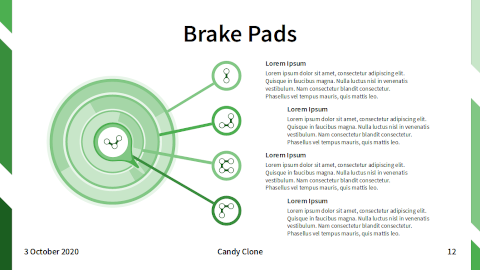 Brake Pads
Lorem Ipsum
Lorem ipsum dolor sit amet, consectetur adipiscing elit.
Quisque in faucibus magna. Nulla luctus nisl in venenatis
vestibulum. Nam consectetur blandit consectetur.
Phasellus vel tempus mauris, quis mattis leo.
Lorem Ipsum
Lorem ipsum dolor sit amet, consectetur adipiscing elit.
Quisque in faucibus magna. Nulla luctus nisl in venenatis
vestibulum. Nam consectetur blandit consectetur.
Phasellus vel tempus mauris, quis mattis leo.
Lorem Ipsum
Lorem ipsum dolor sit amet, consectetur adipiscing elit.
Quisque in faucibus magna. Nulla luctus nisl in venenatis
vestibulum. Nam consectetur blandit consectetur.
Phasellus vel tempus mauris, quis mattis leo.
Lorem Ipsum
Lorem ipsum dolor sit amet, consectetur adipiscing elit.
Quisque in faucibus magna. Nulla luctus nisl in venenatis
vestibulum. Nam consectetur blandit consectetur.
Phasellus vel tempus mauris, quis mattis leo.
3 October 2020
Candy Clone
12